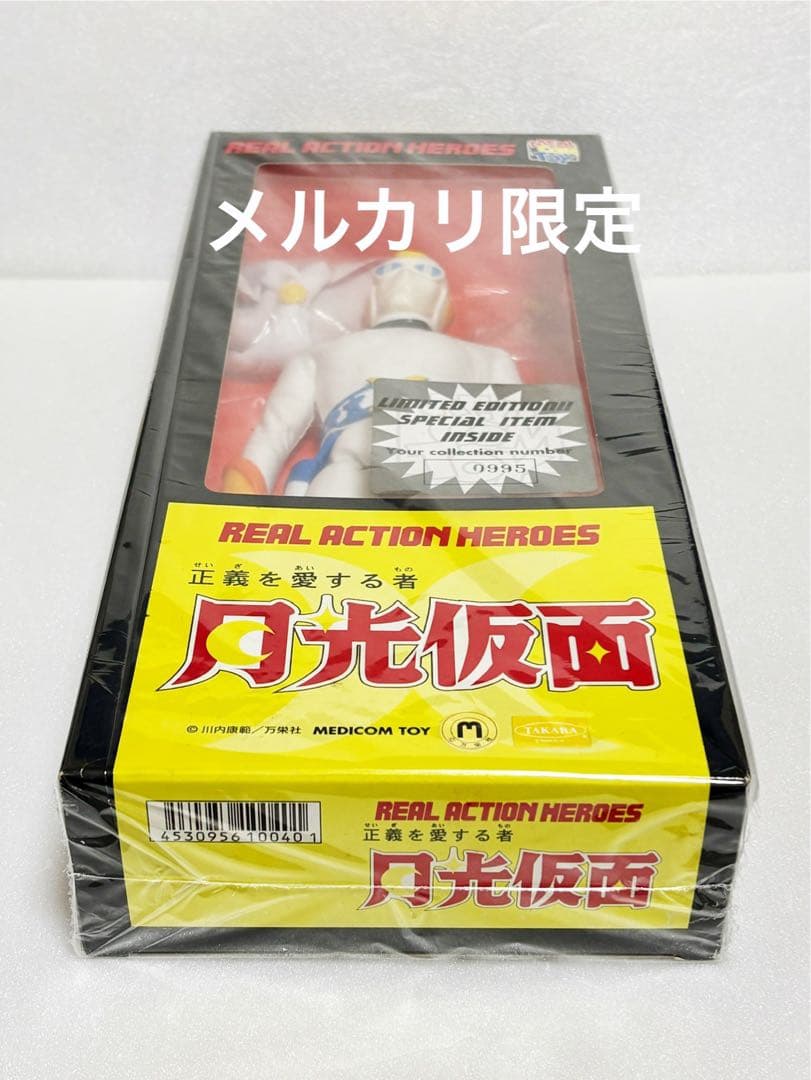 REAL ACTION HEROES
メルカリ限定
LIMITED EDITION!!
SPECIAL ITEM
INSIDE
Your collection number
0995
REAL ACTION HEROES
せいぎ あい もの
正義を愛する者
月光仮面
©川内康範/万栄社 MEDICOM TOY M TAKARA
4530956100401
REAL ACTION HEROES
せいぎ あい もの
正義を愛する者
月光仮面